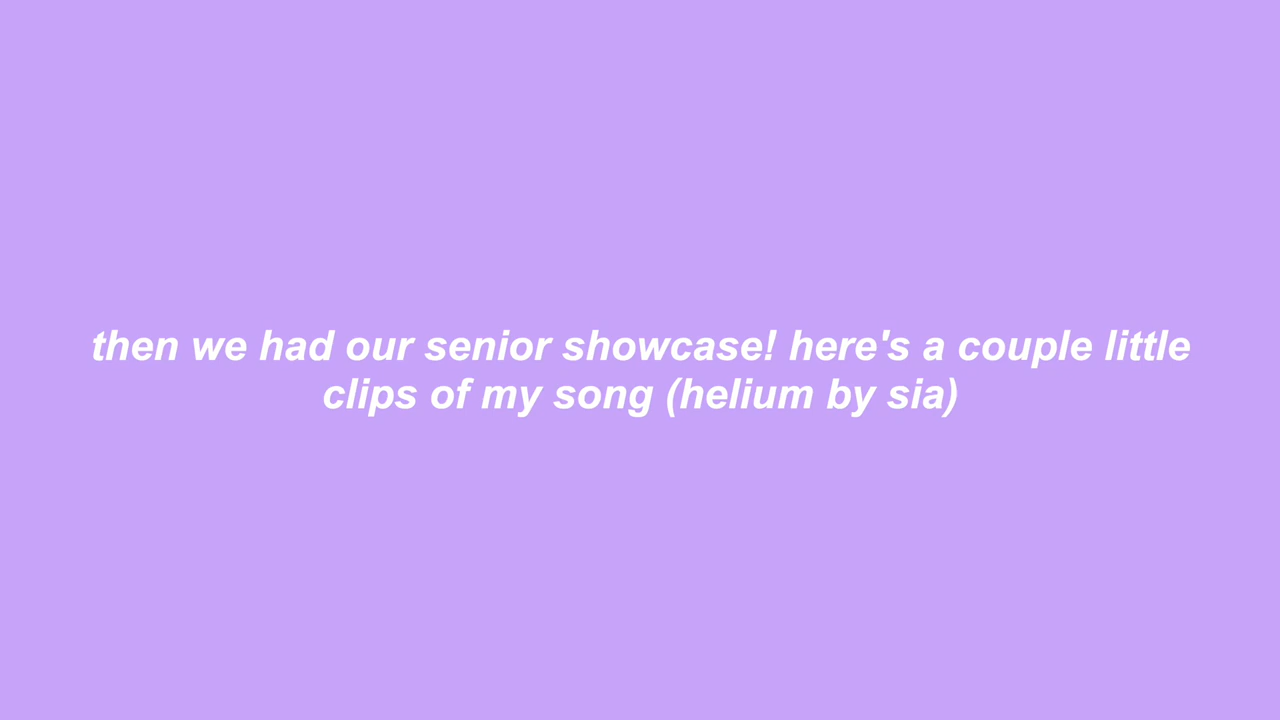 then we had our senior showcase! here's a couple little
clips of my song (helium by sia)